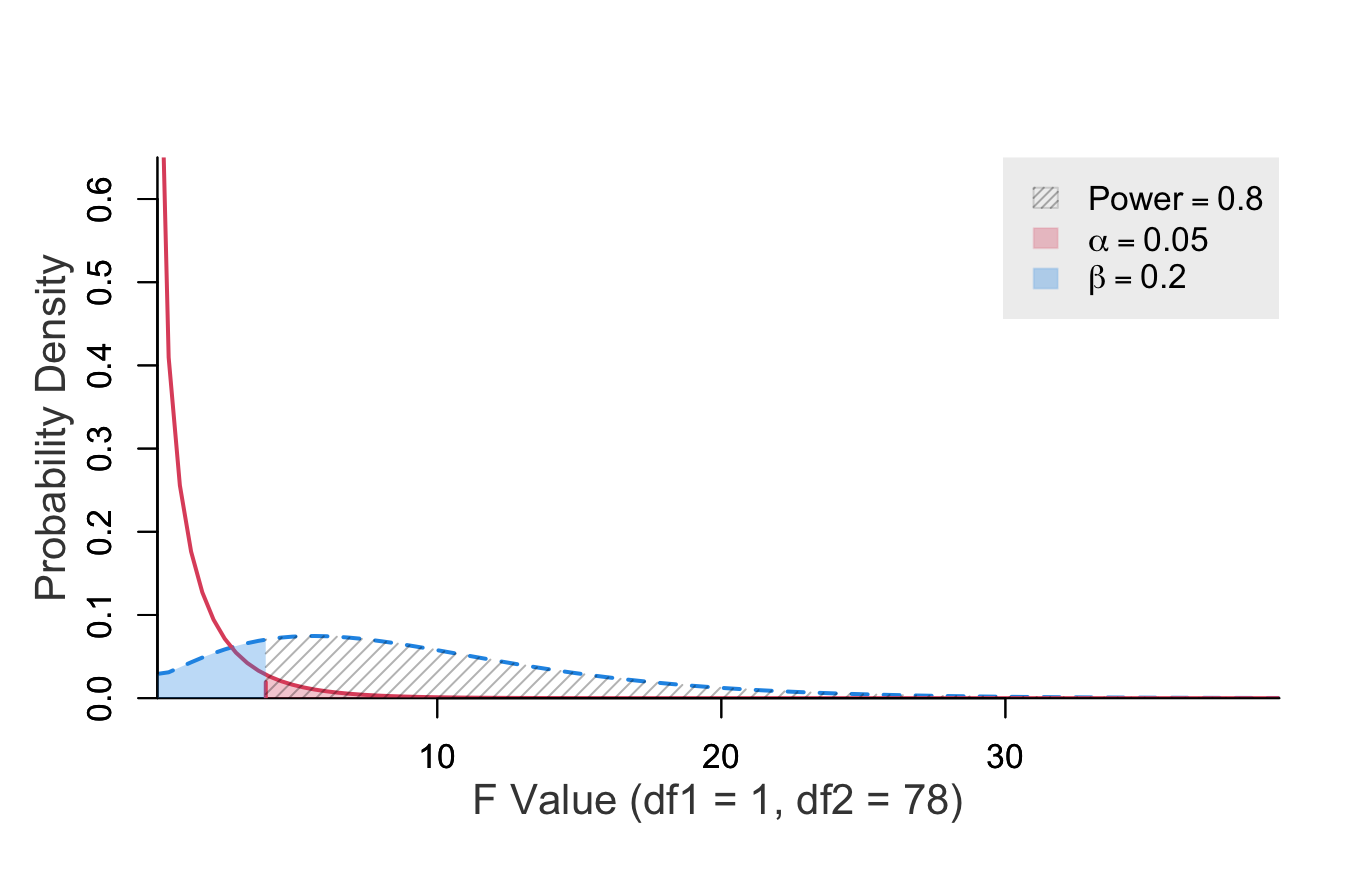 Power = 0.8
α = 0.05
β = 0.2
Probability Density
0.6
0.5
0.4
0.3
0.2
0.1
0.0
10 20 30
F Value (df1 = 1, df2 = 78)